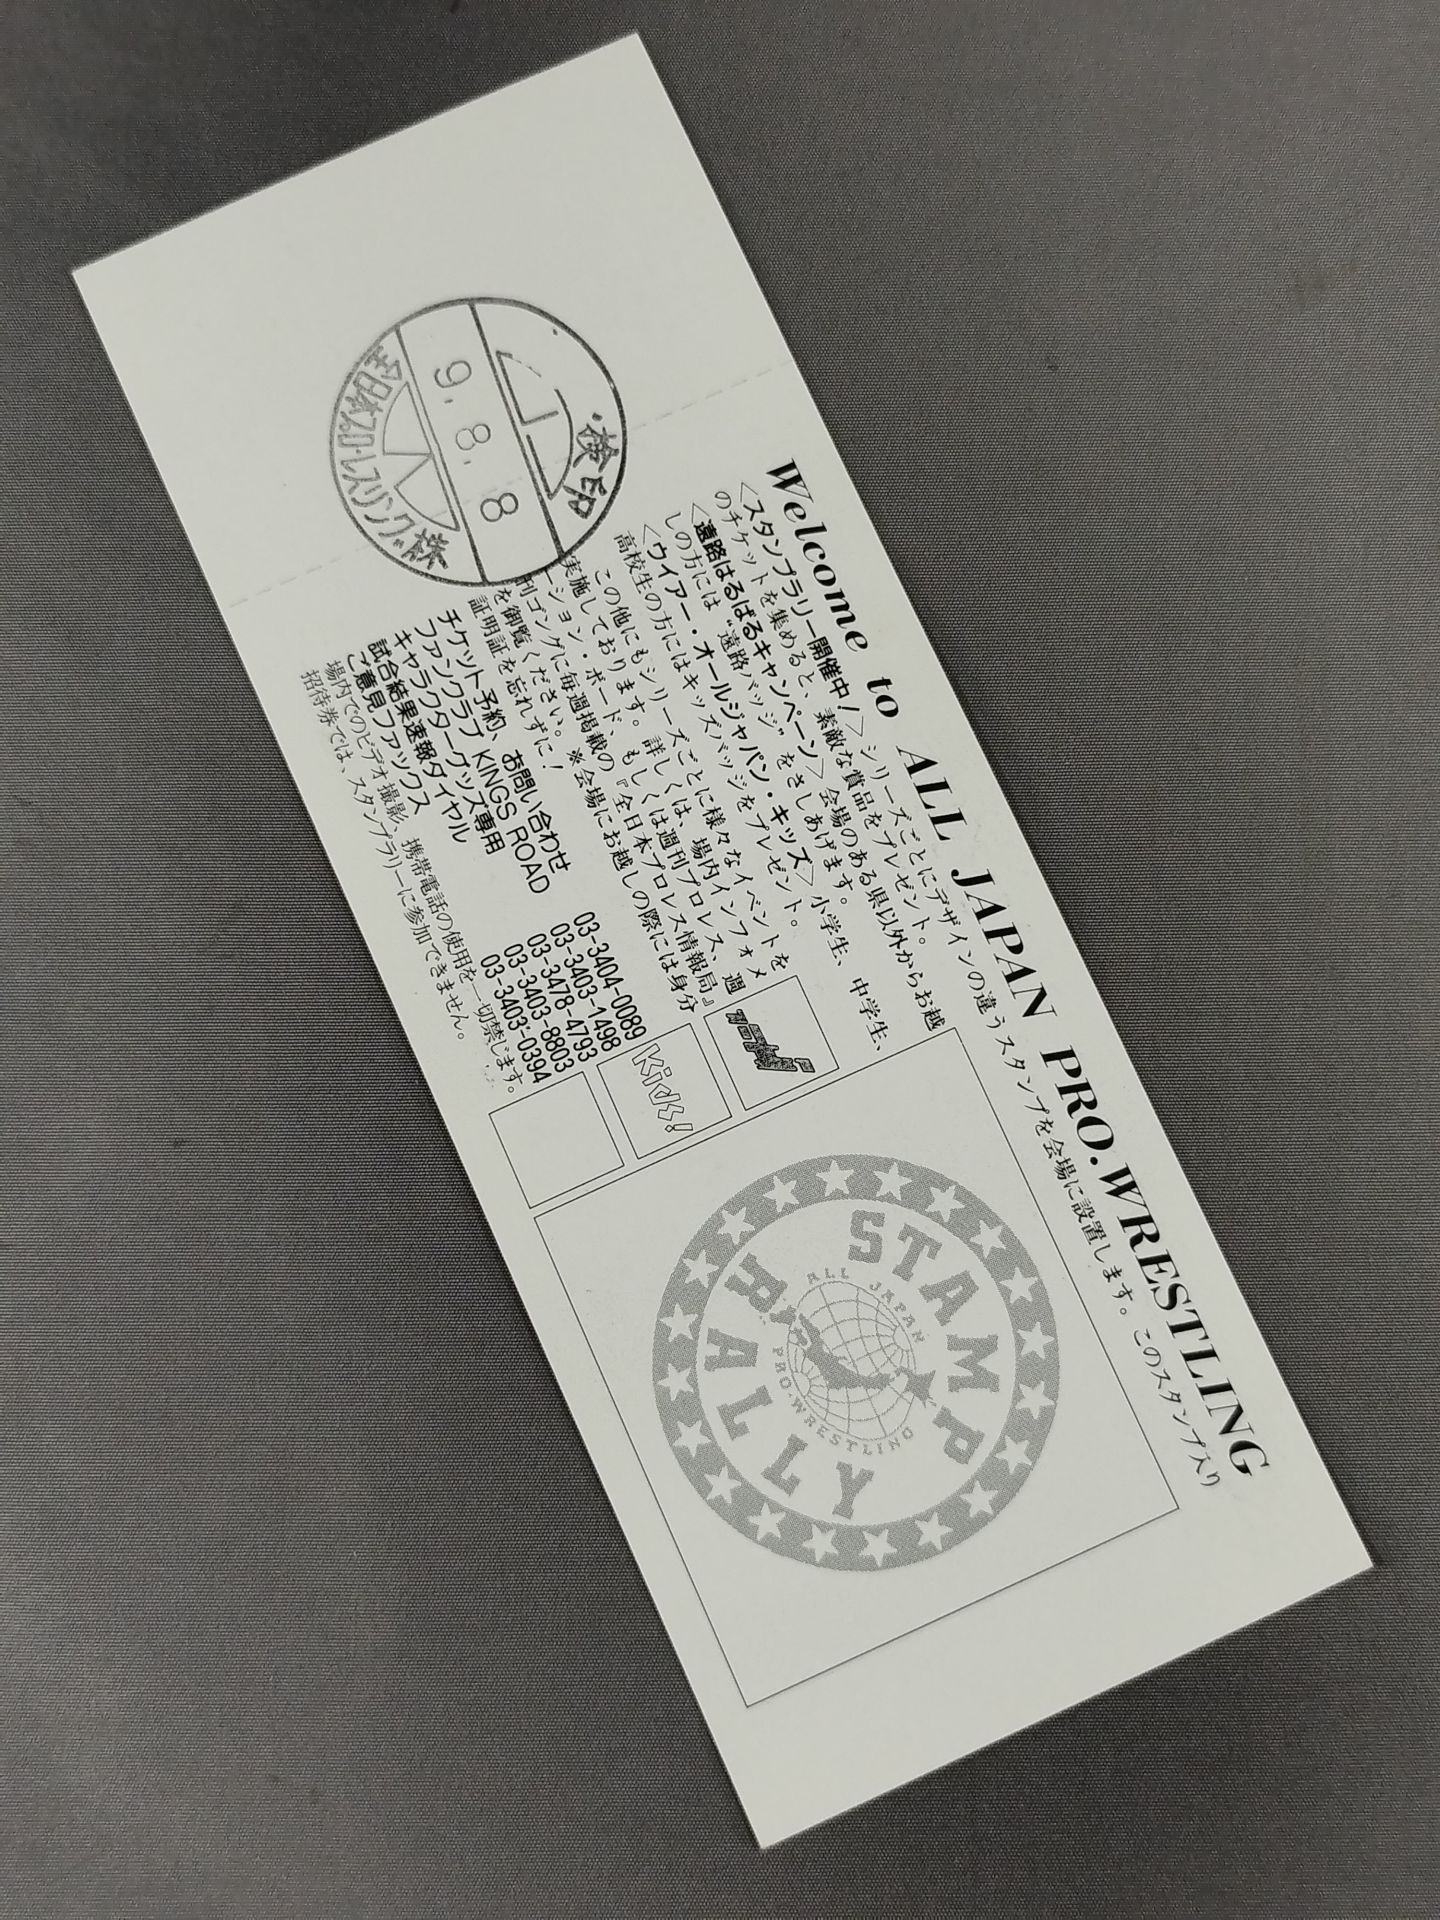 Welcome to ALL JAPAN PRO.WRESTLING
<スタンプラリー開催中!>シリーズごとにデザインの違うスタンプを会場に設置します。このスタンプ入り
のチケットを集めると、素敵な賞品をプレゼント。
<遠路はるばるキャンペーン>会場のある県以外からお越
しの方には“遠路バッジ”をさしあげます。
<ウイアー・オールジャパン・キッズ>小学生、中学生、
高校生の方にはキッズバッジをプレゼント。
この他にもシリーズごとに様々なイベントを
実施しております。詳しくは、場内インフォメ
ーション・ボード、もしくは週刊プロレス、週
刊ゴングに毎週掲載の『全日本プロレス情報局』
を御覧ください。※会場にお越しの際には身分
証明証を忘れずに!
チケット予約、お問い合わせ 03-3404-0089
ファンクラブ KINGS ROAD 03-3403-1498
キャラクターグッズ専用 03-3478-4793
試合結果速報ダイヤル 03-3403-8803
ご意見ファックス 03-3403-0394
場内でのビデオ撮影、携帯電話の使用を一切禁じます。
招待券では、スタンプラリーに参加できません。
検印
9.8.8
全日本プロレスリング株
Kids!
STAMP
RALLY
ALL JAPAN
PRO.WRESTLING